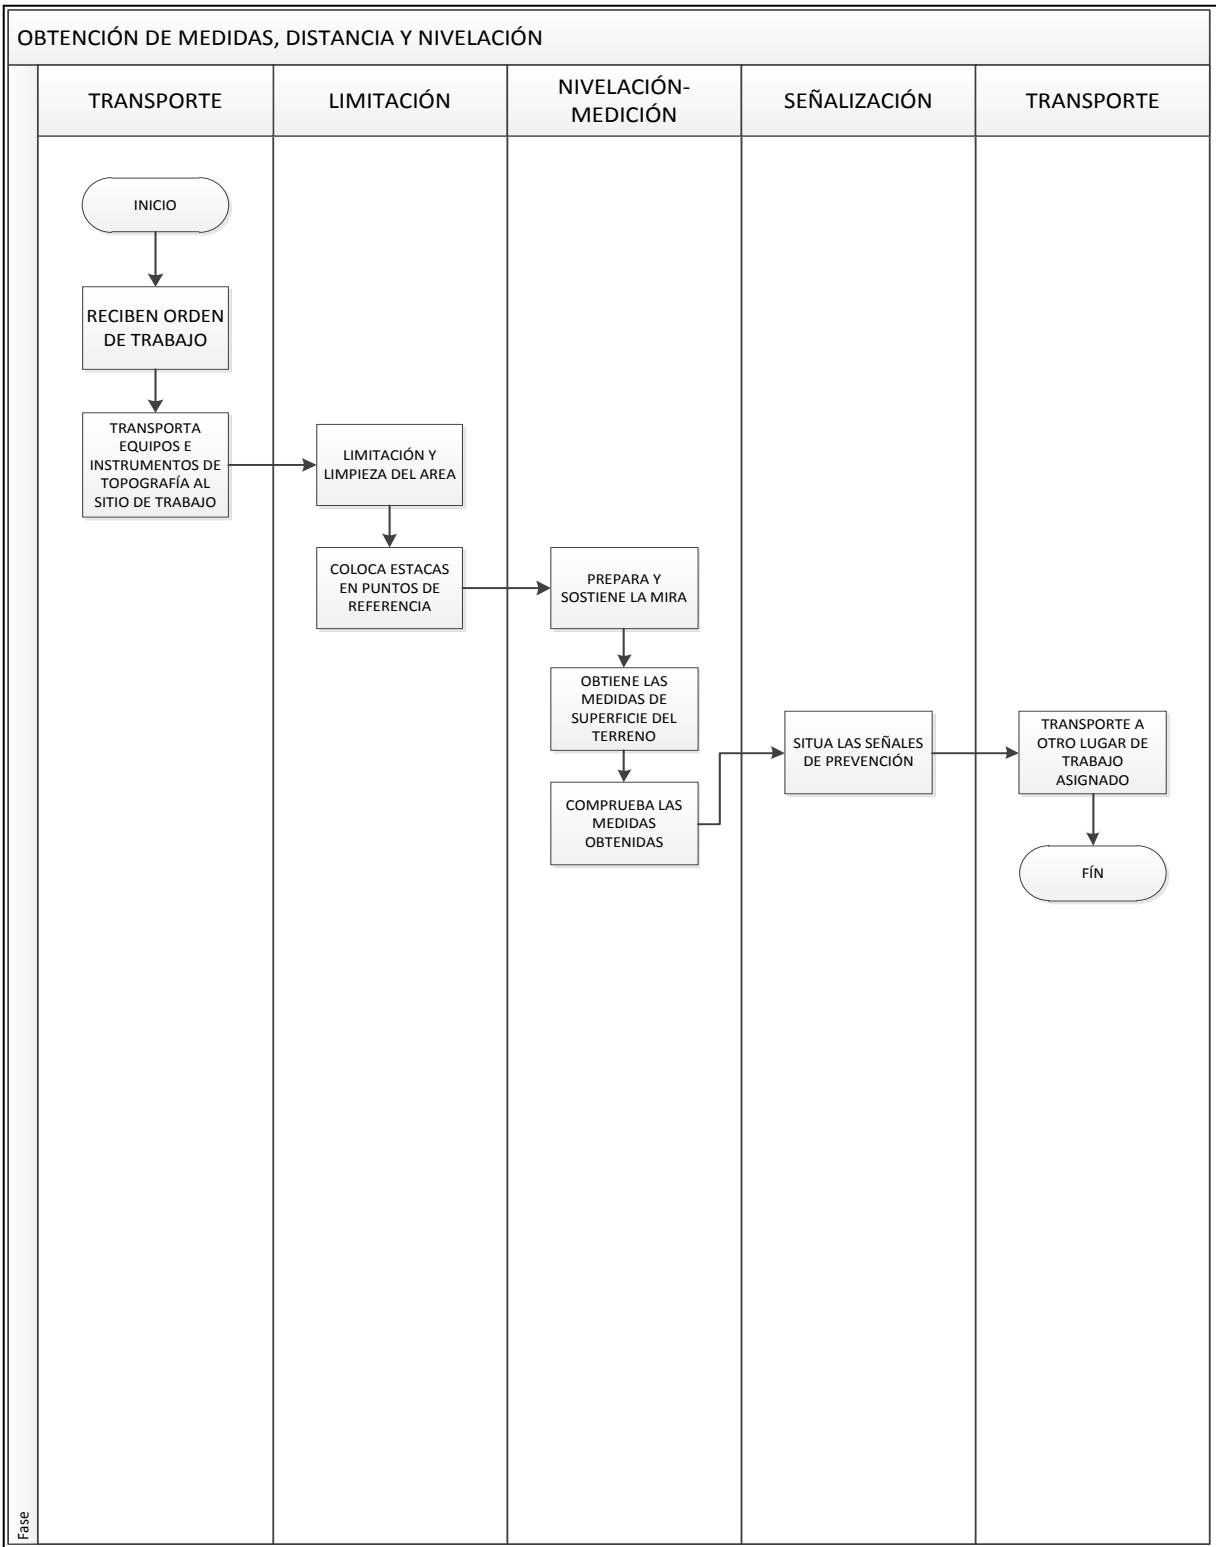 OBTENCIÓN DE MEDIDAS, DISTANCIA Y NIVELACIÓN
TRANSPORTE
LIMITACIÓN
NIVELACIÓN-
MEDICIÓN
SEÑALIZACIÓN
TRANSPORTE
INICIO
RECIBEN ORDEN
DE TRABAJO
TRANSPORTA
EQUIPOS E
INSTRUMENTOS DE
TOPOGRAFÍA AL
SITIO DE TRABAJO
LIMITACIÓN Y
LIMPIEZA DEL AREA
COLOCA ESTACAS
EN PUNTOS DE
REFERENCIA
PREPARA Y
SOSTIENE LA MIRA
OBTIENE LAS
MEDIDAS DE
SUPERFICIE DEL
TERRENO
COMPRUEBA LAS
MEDIDAS
OBTENIDAS
SITUA LAS SEÑALES
DE PREVENCIÓN
TRANSPORTE A
OTRO LUGAR DE
TRABAJO
ASIGNADO
FÍN
Fase